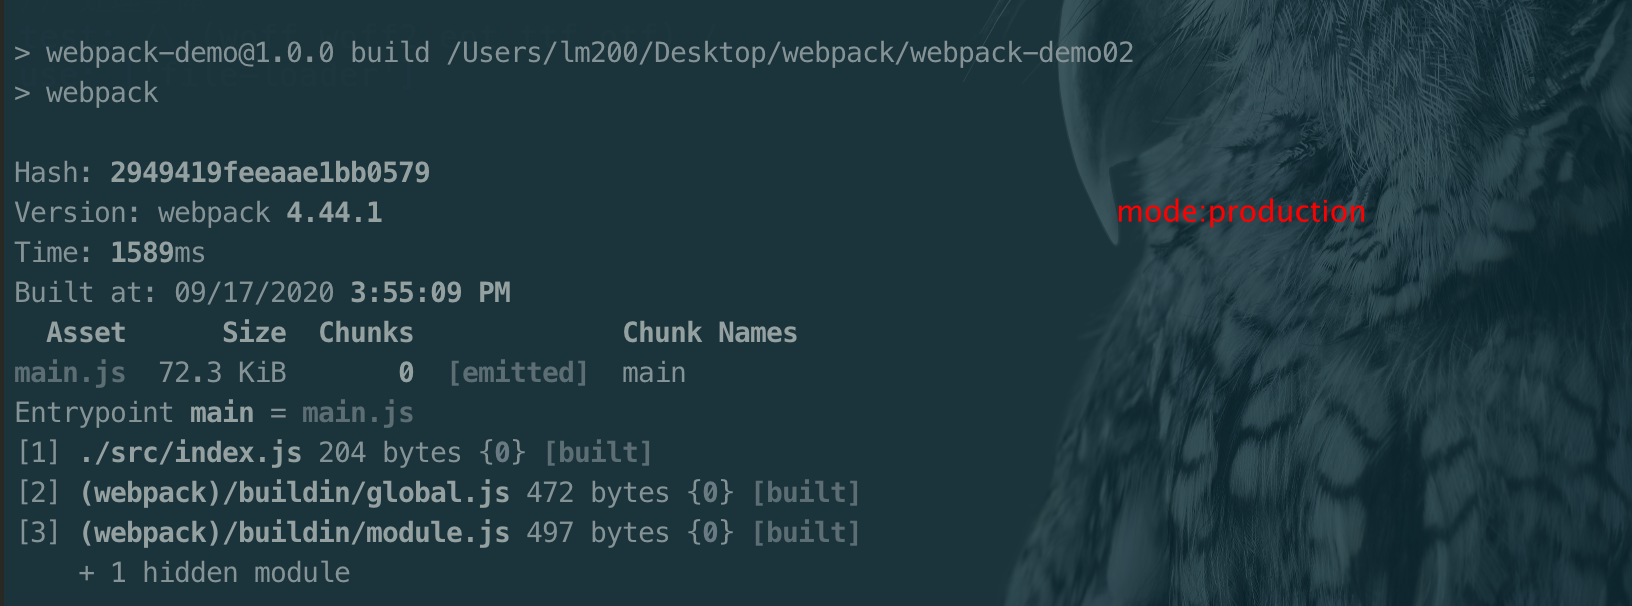 > webpack-demo@1.0.0 build /Users/lm200/Desktop/webpack/webpack-demo02
> webpack
Hash: 2949419feeaae1bb0579
Version: webpack 4.44.1
mode:production
Time: 1589ms
Built at: 09/17/2020 3:55:09 PM
Asset Size Chunks Chunk Names
main.js 72.3 KiB 0 [emitted] main
Entrypoint main = main.js
[1] ./src/index.js 204 bytes {0} [built]
[2] (webpack)/buildin/global.js 472 bytes {0} [built]
[3] (webpack)/buildin/module.js 497 bytes {0} [built]
+ 1 hidden module